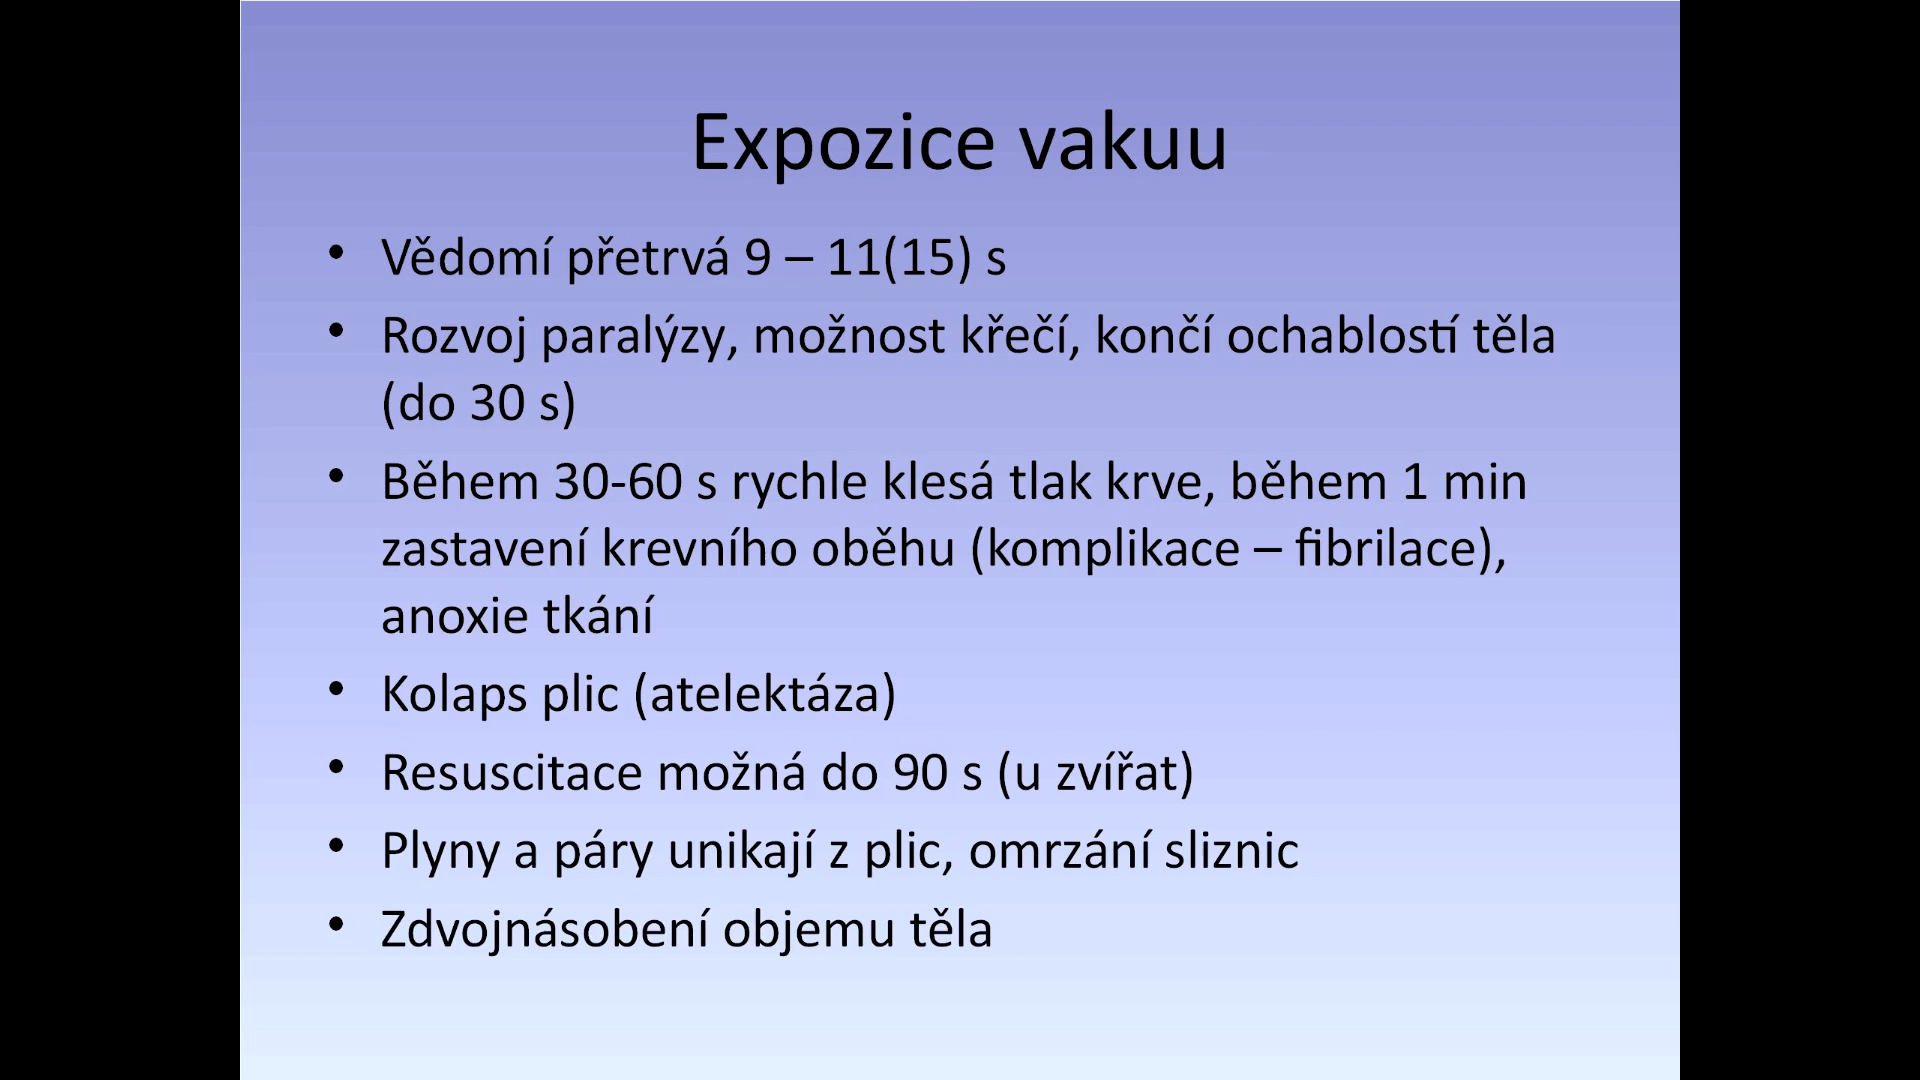 Expozice vakuu
• Vědomí přetrvá 9 – 11(15) s
• Rozvoj paralýzy, možnost křečí, končí ochablostí těla
(do 30 s)
• Během 30-60 s rychle klesá tlak krve, během 1 min
zastavení krevního oběhu (komplikace – fibrilace),
anoxie tkání
• Kolaps plic (atelektáza)
• Resuscitace možná do 90 s (u zvířat)
• Plyny a páry unikají z plic, omrzání sliznic
• Zdvojnásobení objemu těla